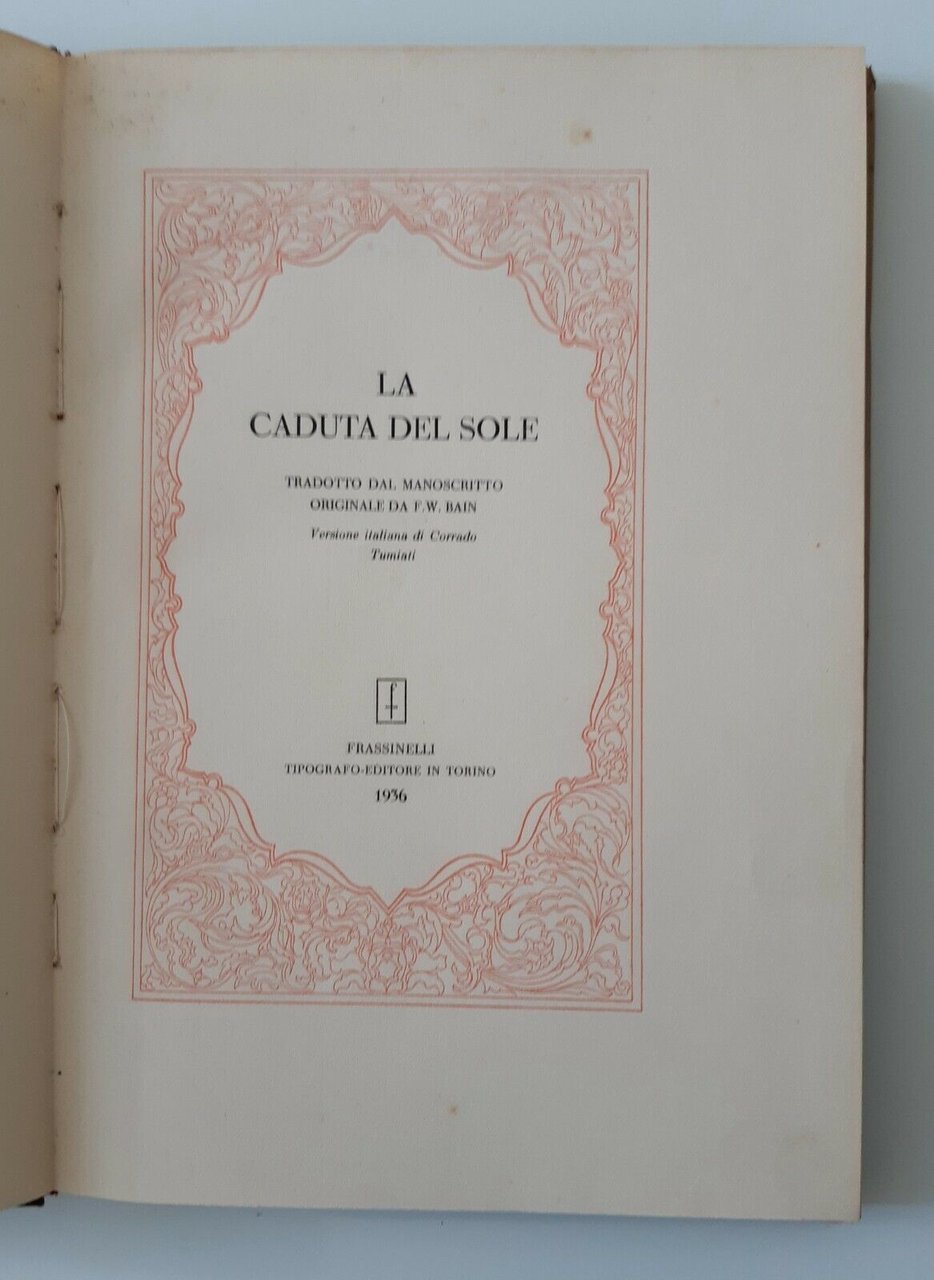 LA
CADUTA DEL SOLE
TRADOTTO DAL MANOSCRITTO
ORIGINALE DA F. W. BAIN
Versione italiana di Corrado
Tumiati
f
FRASSINELLI
TIPOGRAFO-EDITORE IN TORINO
1936